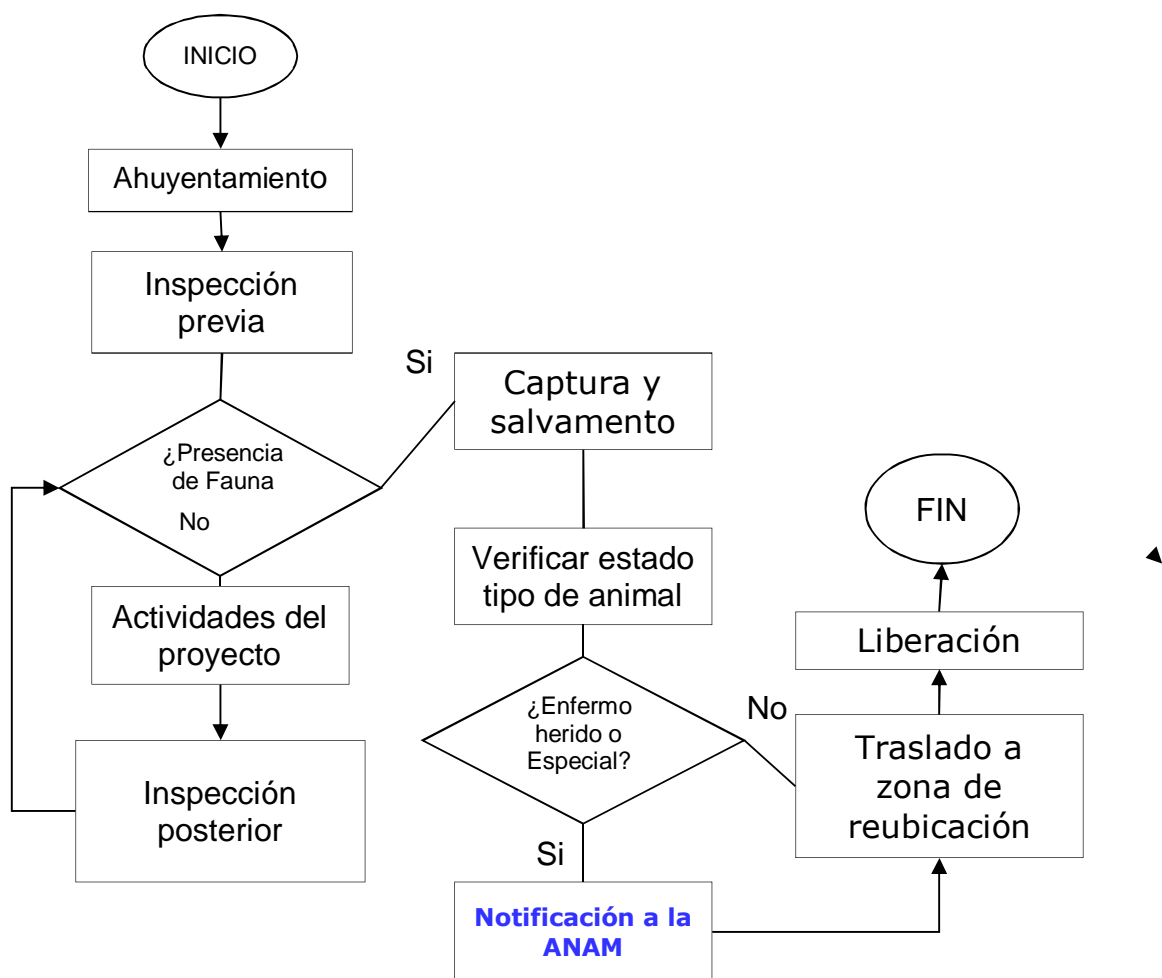 INICIO
Ahuyentamiento
Inspección
previa
¿Presencia
de Fauna
No
Si
Actividades del
proyecto
Inspección
posterior
Captura y
salvamento
Verificar estado
tipo de animal
¿Enfermo
herido o
Especial?
No
Si
Notificación a la
ANAM
Traslado a
zona de
reubicación
Liberación
FIN